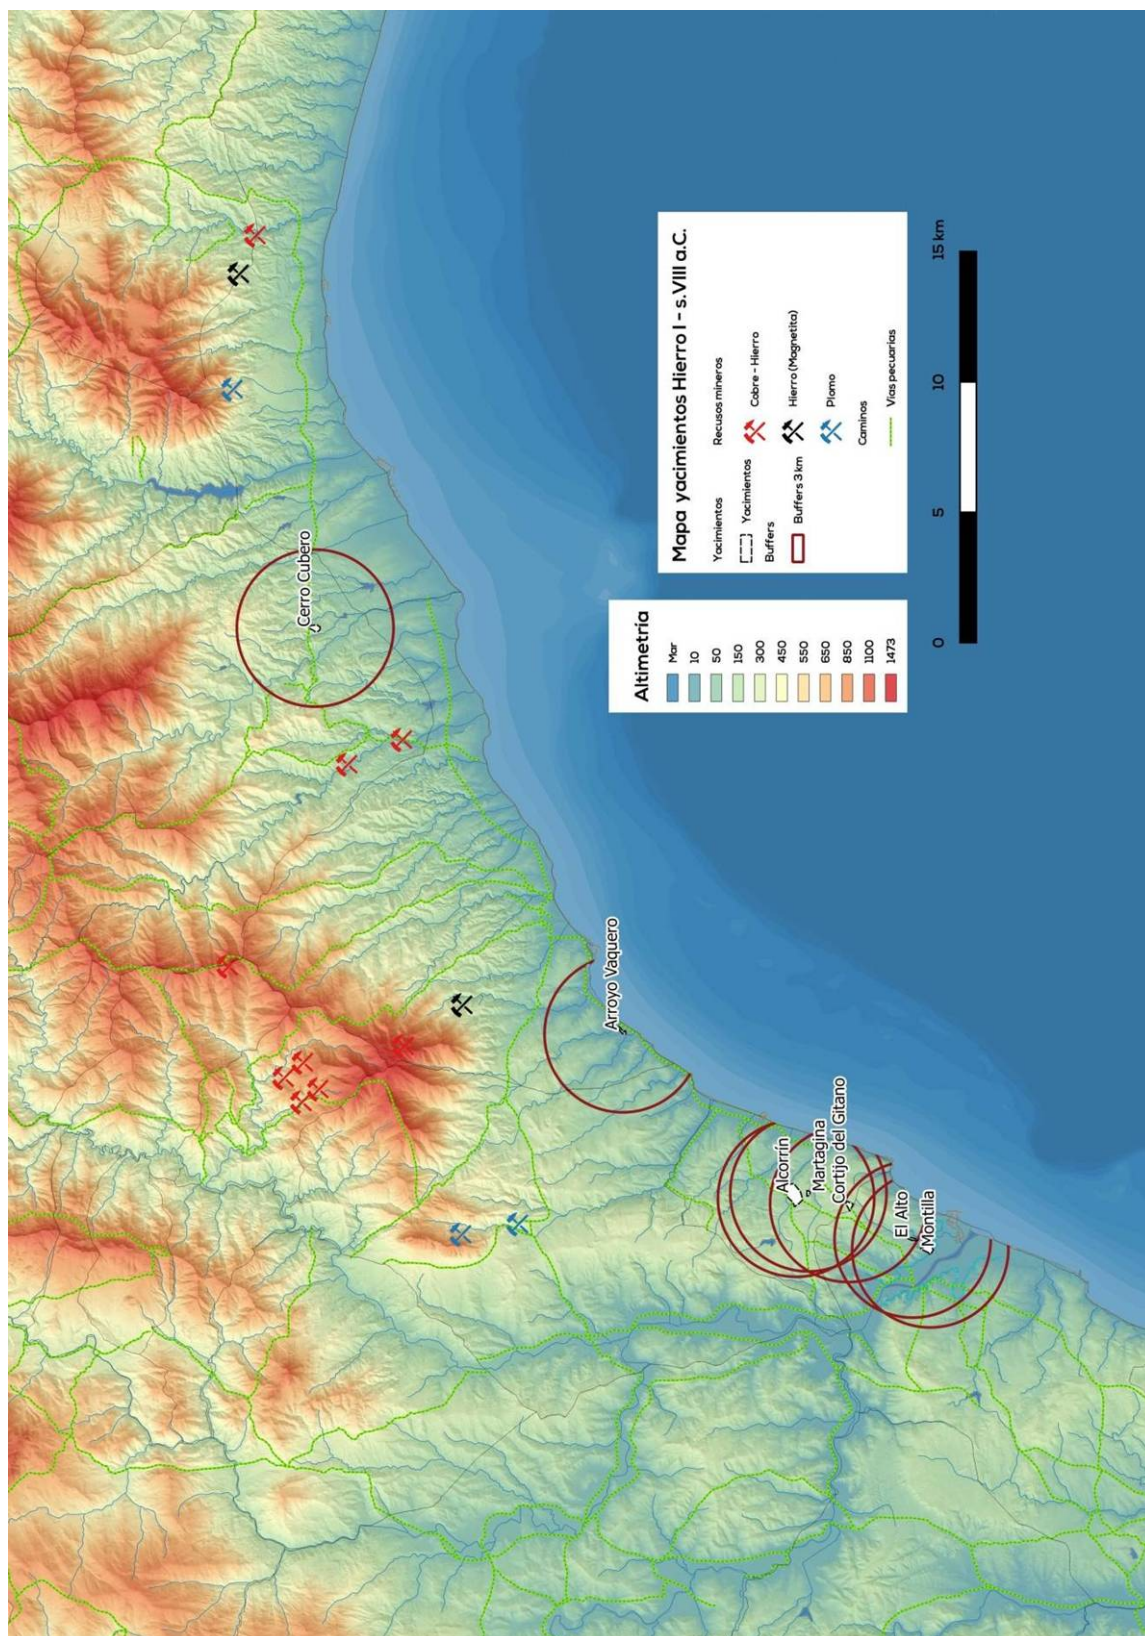 Cerro Cubero
Arroyo Vaquero
Alcorrín
Martagina
Cortijo del Gitano
El Alto
Montilla
Altimetría
Mar
10
50
150
300
450
550
650
850
1100
1473
Mapa yacimientos Hierro I - s.VIII a.C.
Yacimientos
Yacimientos
Buffers
Buffers 3 km
Recusos mineros
Cobre - Hierro
Hierro (Magnetita)
Plomo
Caminos
Vías pecuarias
0
5
10
15 km